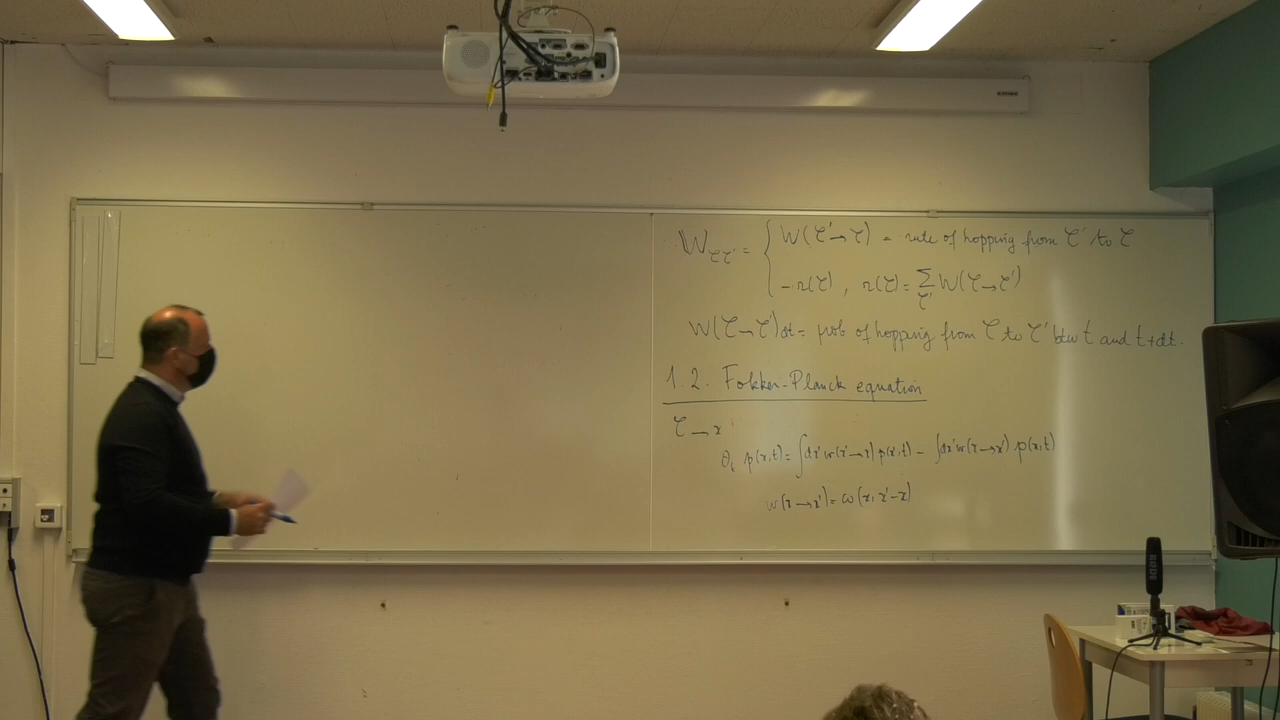 𝕎_{𝒞𝒞'} = { W(𝒞'→𝒞) = rate of hopping from 𝒞' to 𝒞
- r(𝒞) , r(𝒞) = ∑_{𝒞'} W(𝒞→𝒞')
W(𝒞→𝒞')dt = prob of hopping from 𝒞 to 𝒞' btw t and t+dt.
1.2. Fokker-Planck equation
𝒞 → x
∂_t p(x,t) = ∫dx' w(x'→x) p(x',t) - ∫dx' w(x→x') p(x,t)
w(x→x') = ω(x, x'-x)
RØDE